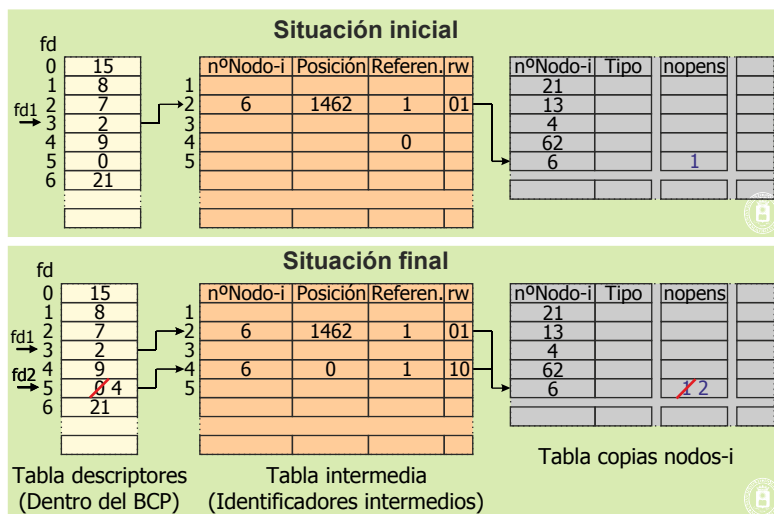 Situación inicial
fd
nºNodo-i Posición Referen. rw
nºNodo-i Tipo nopens
0 15
1 8
fd1 2 7
3 2
4 9
5 0
6 21
1
2 6 1462 1 01
3
4 0
5
21
13
4
62
6 1
Situación final
fd
nºNodo-i Posición Referen. rw
nºNodo-i Tipo nopens
0 15
1 8
2 7
fd1 3 2
4 9
fd2 5 0 4
6 21
1
2 6 1462 1 01
3
4 6 0 1 10
5
21
13
4
62
6 1 2
Tabla descriptores
(Dentro del BCP)
Tabla intermedia
(Identificadores intermedios)
Tabla copias nodos-i